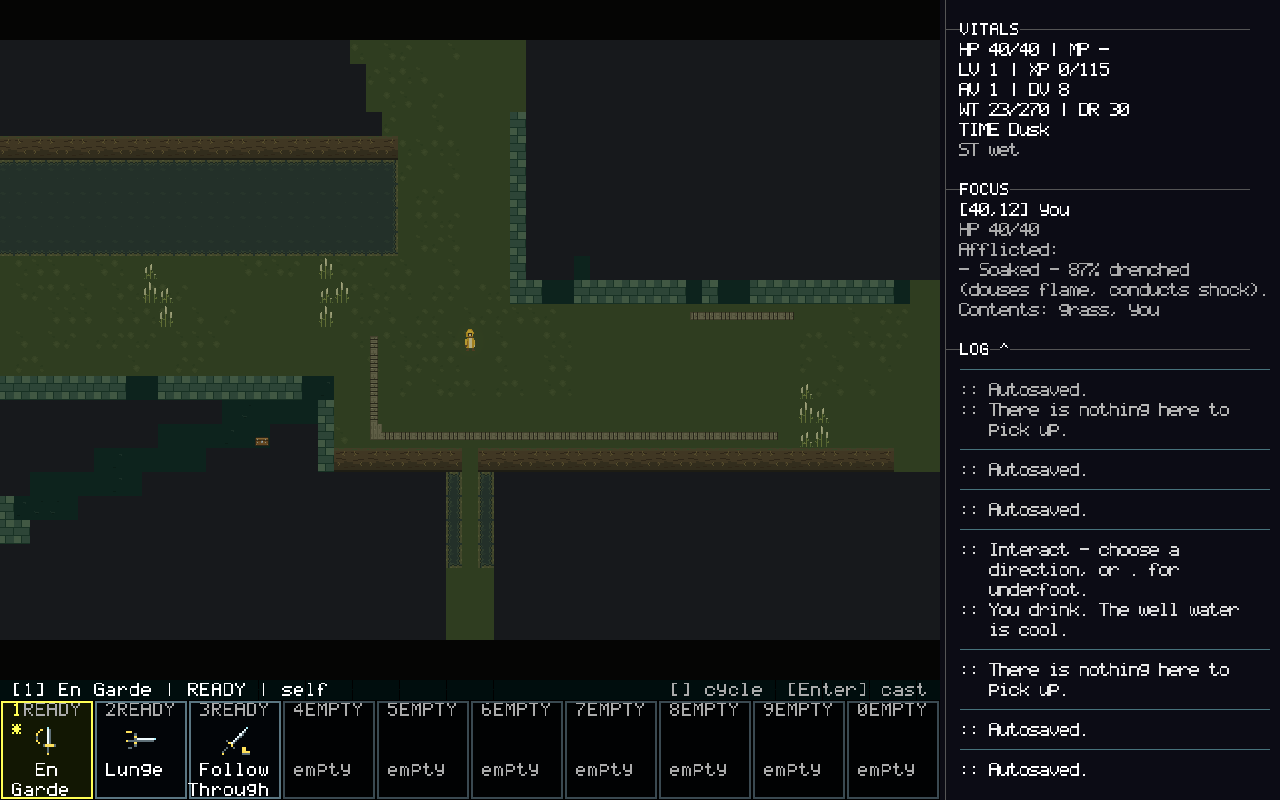 VITALS
HP 40/40 | MP -
LV 1 | XP 0/115
AV 1 | DV 8
WT 23/270 | DR 30
TIME Dusk
ST wet
FOCUS
[40,12] You
HP 40/40
Afflicted:
- Soaked - 87% drenched
(douses flame, conducts shock).
Contents: grass, You
LOG ^
:: Autosaved.
:: There is nothing here to
Pick up.
:: Autosaved.
:: Autosaved.
:: Interact - choose a
direction, or . for
underfoot.
:: You drink. The well water
is cool.
:: There is nothing here to
Pick up.
:: Autosaved.
:: Autosaved.
[1] En Garde | READY | self
[] cycle [Enter] cast
1READY 2READY 3READY 4EMPTY 5EMPTY 6EMPTY 7EMPTY 8EMPTY 9EMPTY 0EMPTY
*
En Garde
Lunge
Follow Through
empty empty empty empty empty empty empty